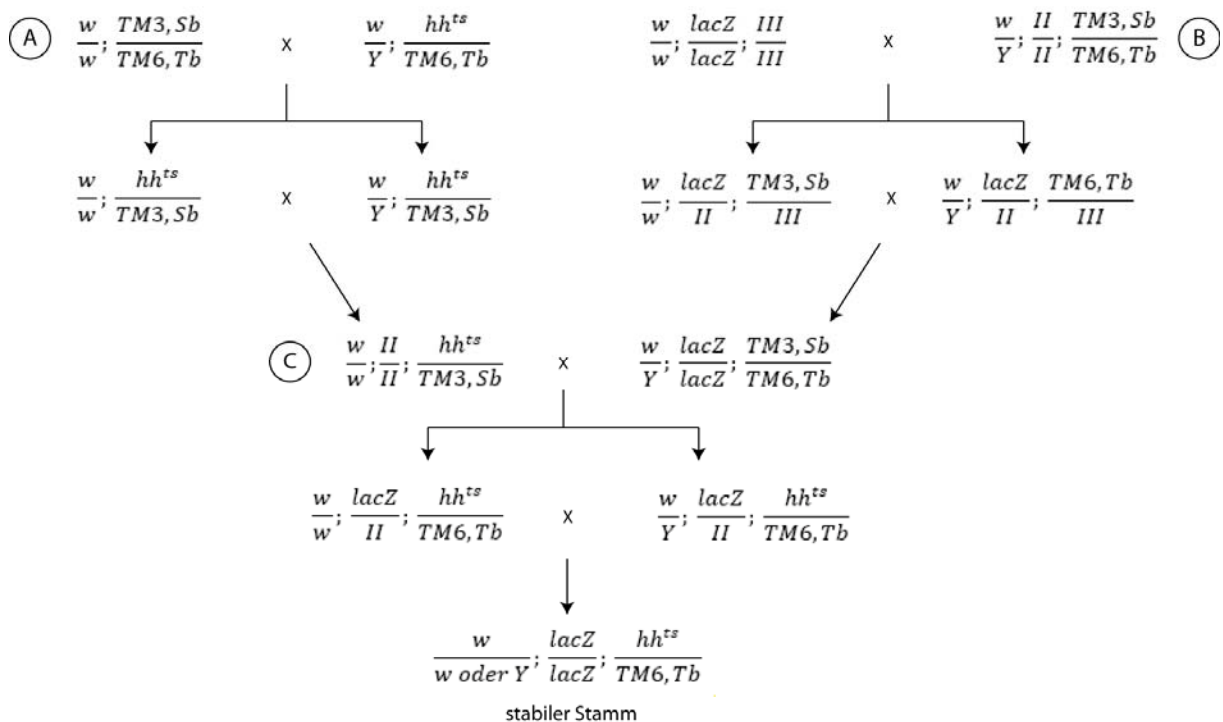 A w/w ; TM3, Sb/TM6, Tb x w/Y ; hh^ts/TM6, Tb w/w ; lacZ/lacZ ; III/III x w/Y ; II/II ; TM3, Sb/TM6, Tb B
w/w ; hh^ts/TM3, Sb x w/Y ; hh^ts/TM3, Sb w/w ; lacZ/II ; TM3, Sb/III x w/Y ; lacZ/II ; TM6, Tb/III
C w/w ; II/II ; hh^ts/TM3, Sb x w/Y ; lacZ/lacZ ; TM3, Sb/TM6, Tb
w/w ; lacZ/II ; hh^ts/TM6, Tb x w/Y ; lacZ/II ; hh^ts/TM6, Tb
w/w oder Y ; lacZ/lacZ ; hh^ts/TM6, Tb
stabiler Stamm